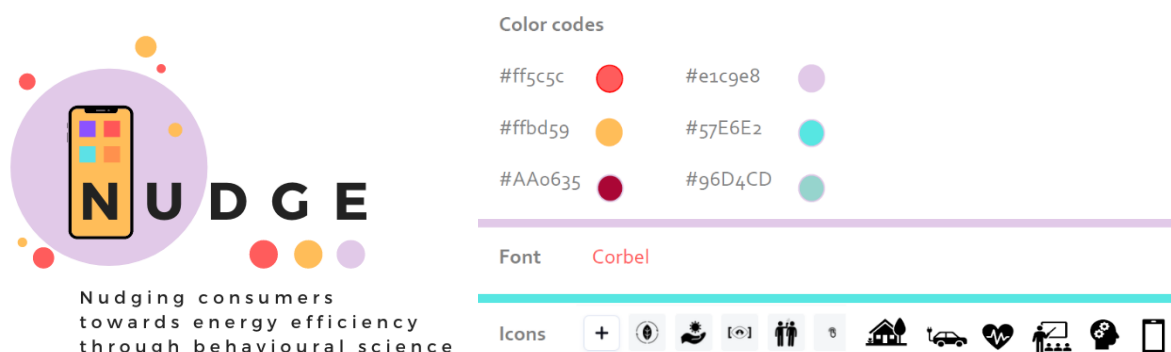 NUDGE
Nudging consumers
towards energy efficiency
through behavioural science
Color codes
#ff5c5c #e1c9e8
#ffbd59 #57E6E2
#AA0635 #96D4CD
Font Corbel
Icons